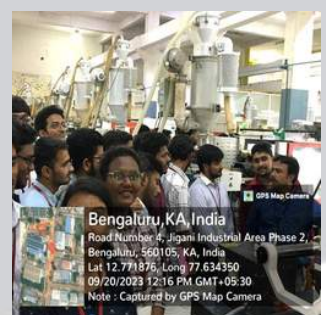 GPS Map Camera
Bengaluru,KA,India
Road Number 4, Jigani Industrial Area Phase 2,
Bengaluru, 560105, KA, India
Lat 12.771876, Long 77.634350
09/20/2023 12:16 PM GMT+05:30
Note : Captured by GPS Map Camera